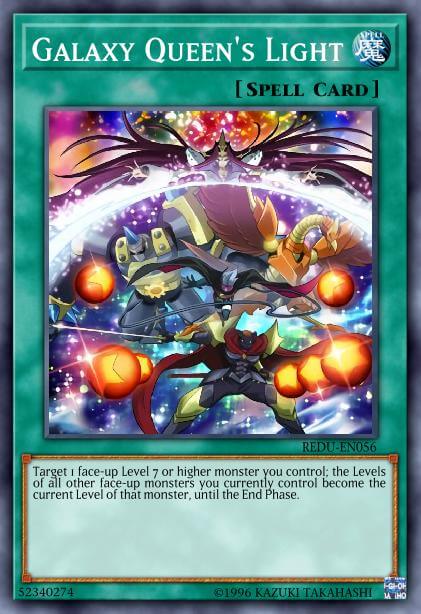 Galaxy Queen's Light
SPELL
魔
[Spell Card]
REDU-EN056
Target 1 face-up Level 7 or higher monster you control; the Levels
of all other face-up monsters you currently control become the
current Level of that monster, until the End Phase.
52340274
©1996 KAZUKI TAKAHASHI